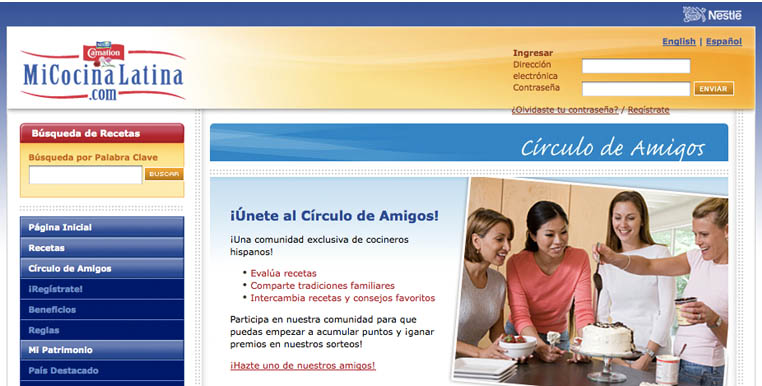 Nestlé
English | Español
Carnation
MiCocinaLatina
.com
Ingresar
Dirección
electrónica
Contraseña
ENVIAR
¿Olvidaste tu contraseña? / Regístrate
Búsqueda de Recetas
Búsqueda por Palabra Clave
BUSCAR
Página Inicial
Recetas
Círculo de Amigos
¡Regístrate!
Beneficios
Reglas
Mi Patrimonio
País Destacado
Círculo de Amigos
¡Únete al Círculo de Amigos!
¡Una comunidad exclusiva de cocineros
hispanos!
• Evalúa recetas
• Comparte tradiciones familiares
• Intercambia recetas y consejos favoritos
Participa en nuestra comunidad para que
puedas empezar a acumular puntos y ¡ganar
premios en nuestros sorteos!
¡Hazte uno de nuestros amigos!